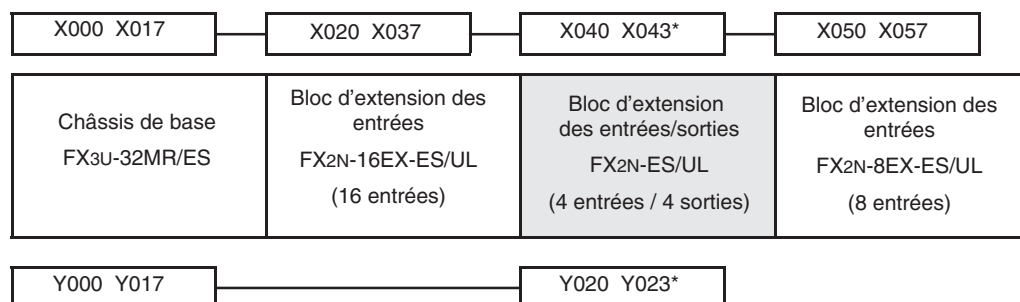 X000 X017
X020 X037
X040 X043*
X050 X057
Châssis de base
FX3U-32MR/ES
Bloc d'extension des
entrées
FX2N-16EX-ES/UL
(16 entrées)
Bloc d'extension
des entrées/sorties
FX2N-ES/UL
(4 entrées / 4 sorties)
Bloc d'extension des
entrées
FX2N-8EX-ES/UL
(8 entrées)
Y000 Y017
Y020 Y023*